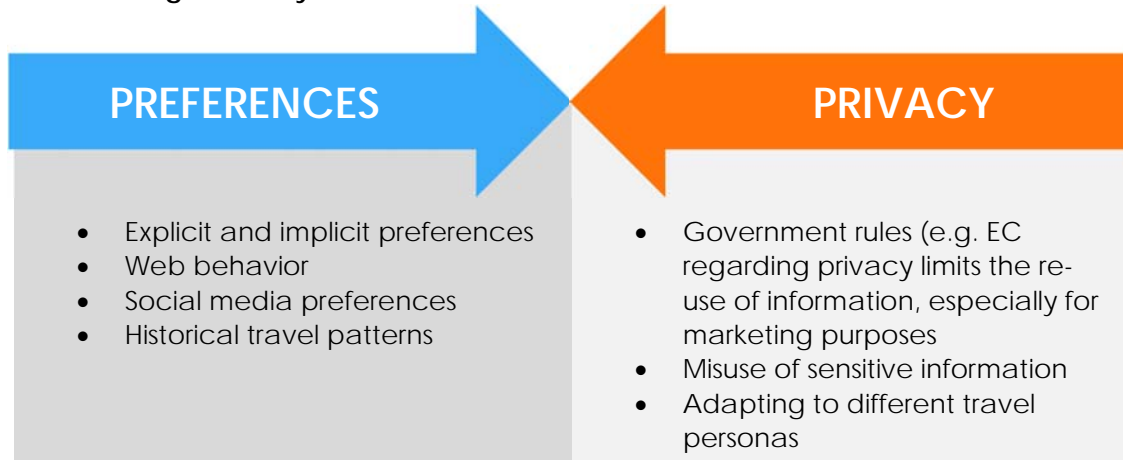 PREFERENCES
PRIVACY
• Explicit and implicit preferences
• Web behavior
• Social media preferences
• Historical travel patterns
• Government rules (e.g. EC
regarding privacy limits the re-
use of information, especially for
marketing purposes
• Misuse of sensitive information
• Adapting to different travel
personas